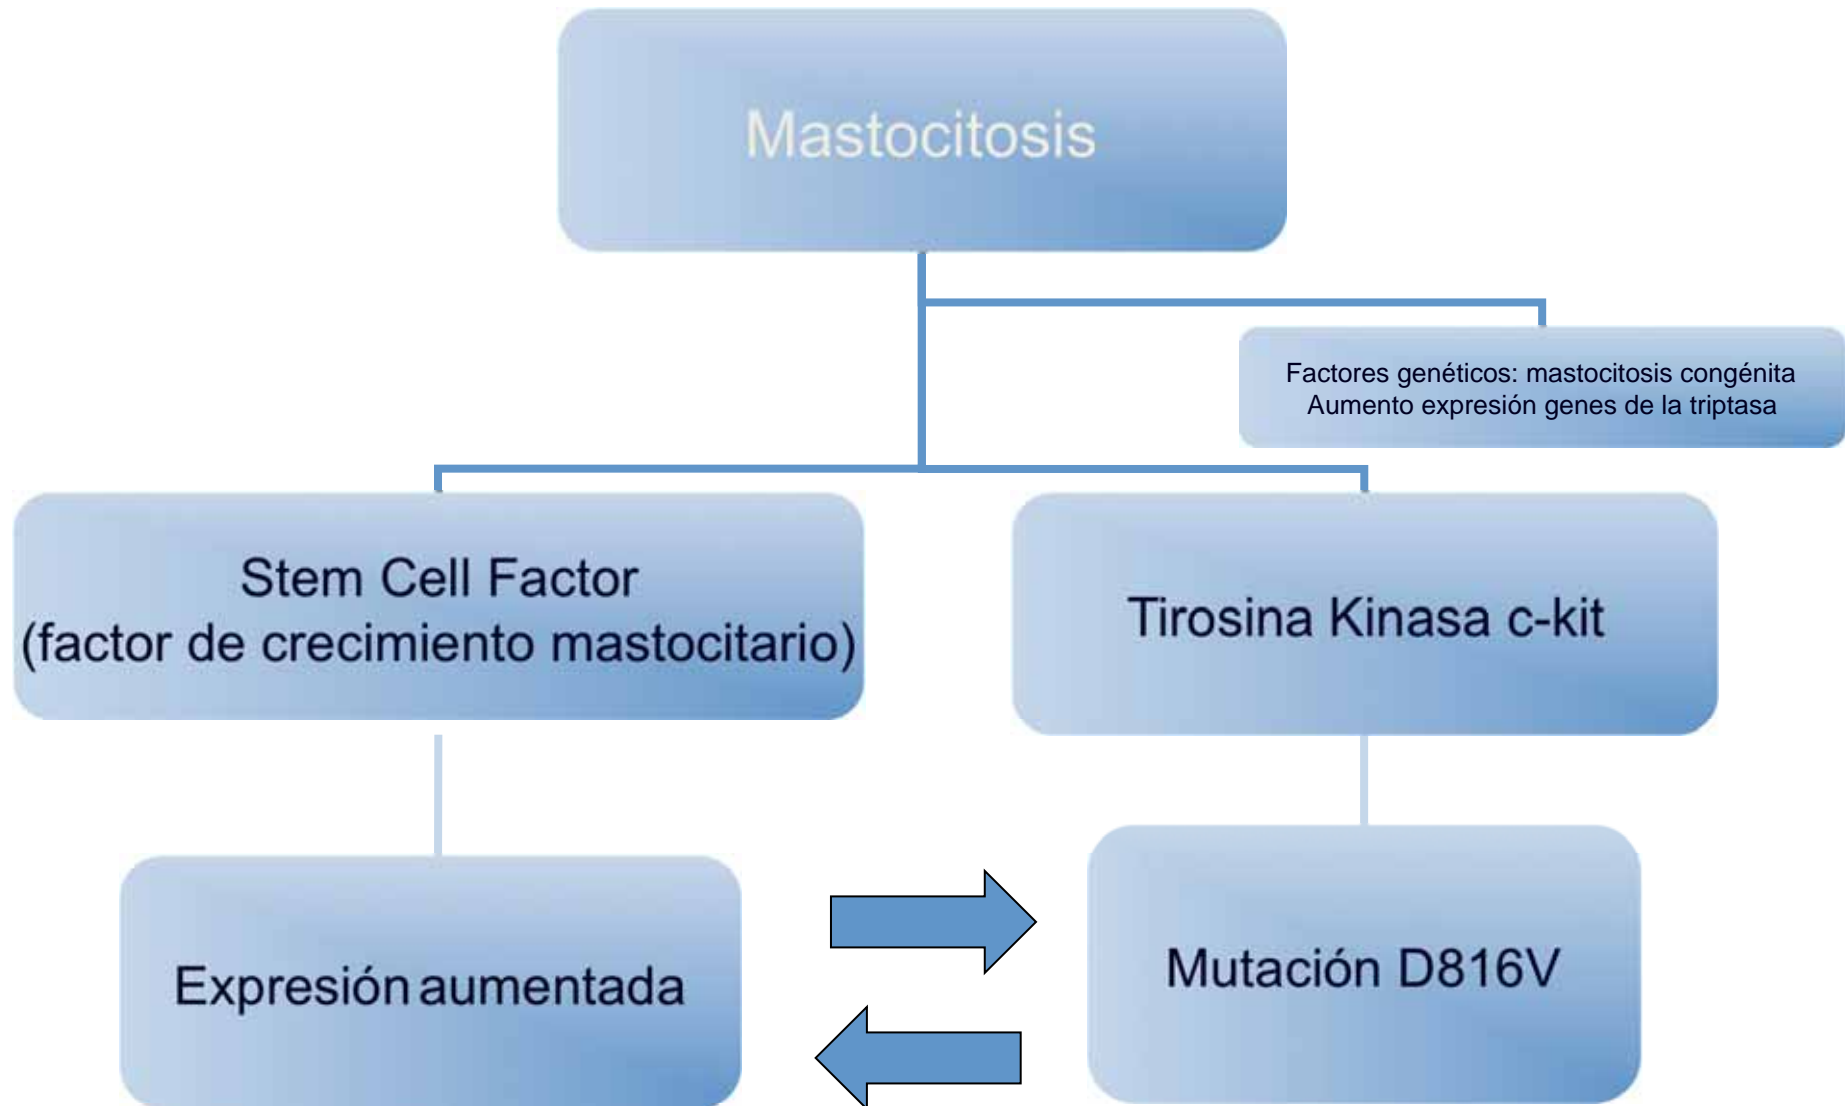 Mastocitosis
Factores genéticos: mastocitosis congénita
Aumento expresión genes de la triptasa
Stem Cell Factor
(factor de crecimiento mastocitario)
Tirosina Kinasa c-kit
Expresión aumentada
Mutación D816V